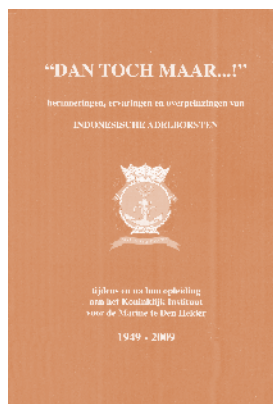 “DAN TOCH MAAR...!”
herinneringen, ervaringen en overpeinzingen van
INDONESISCHE ADELBORSTEN
tijdens en na hun opleiding
aan het Koninklijk Instituut
voor de Marine te Den Helder
1949 - 2009